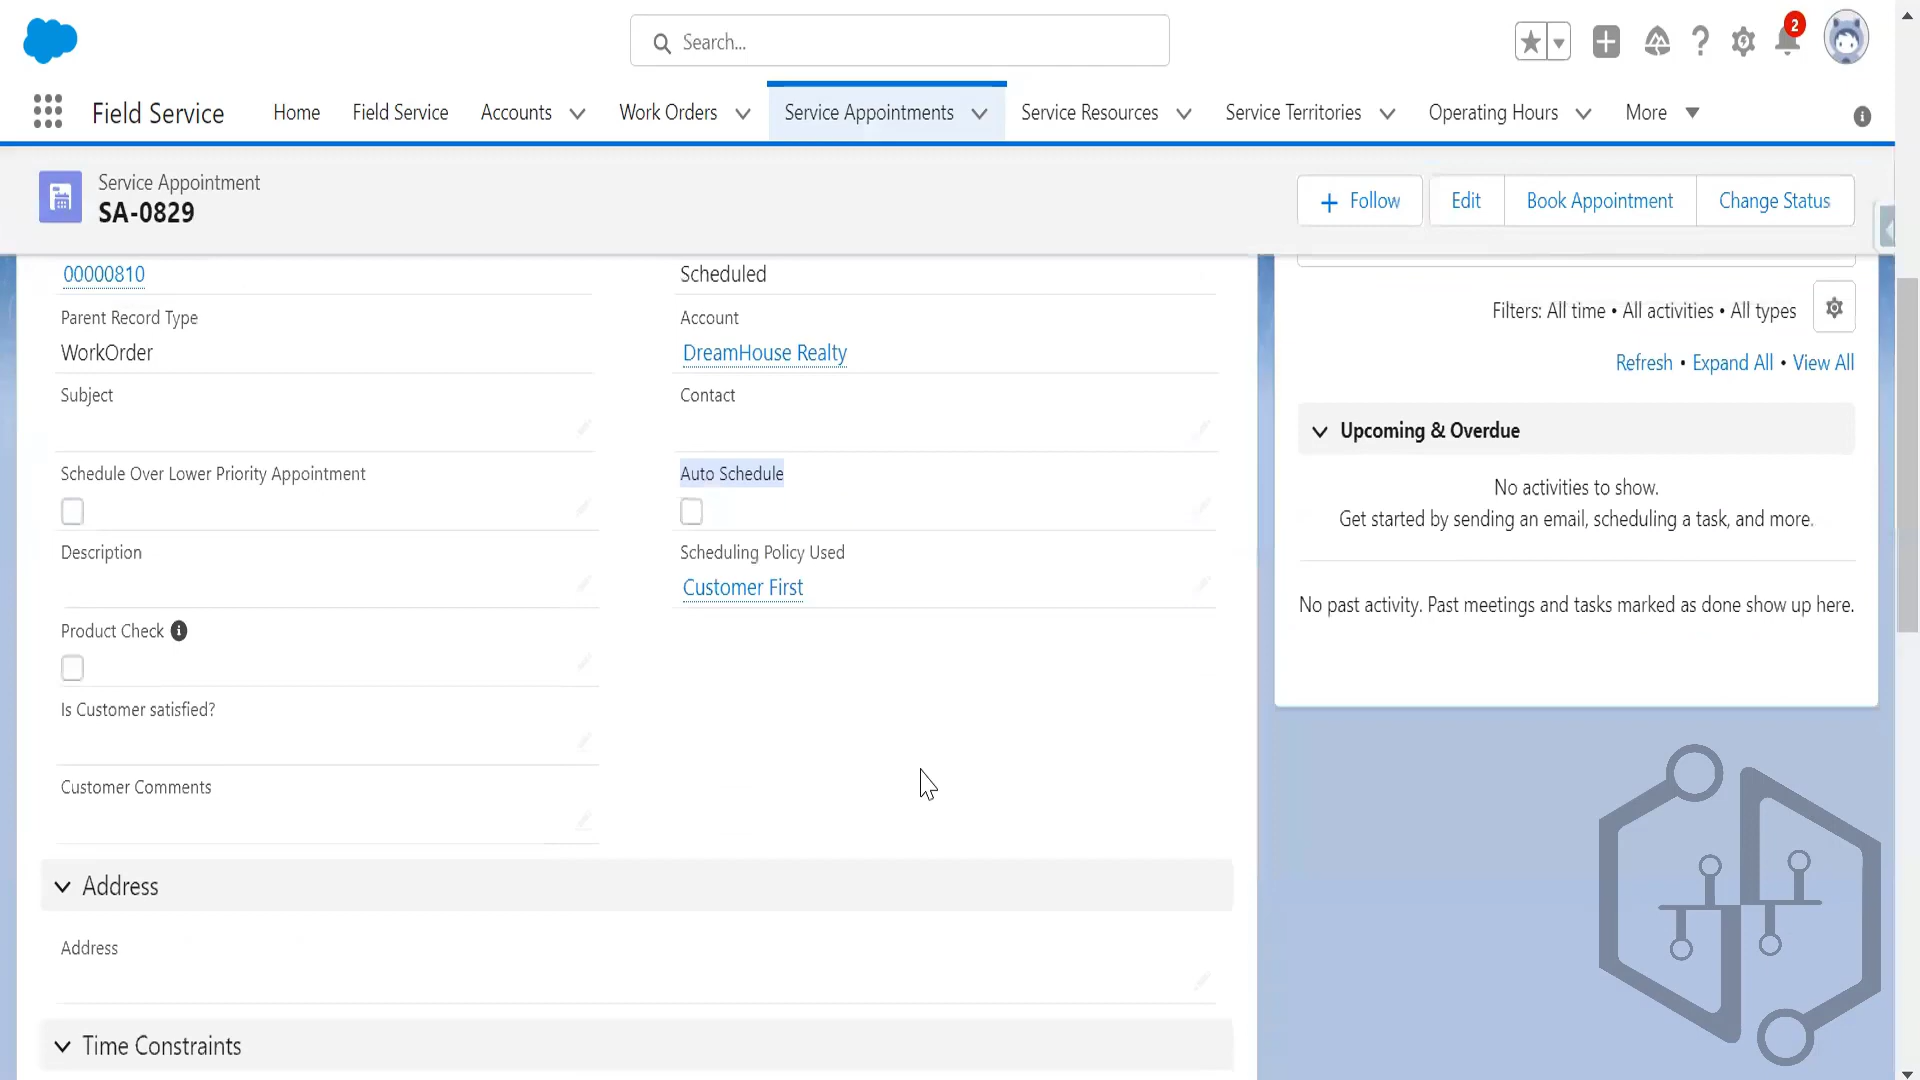 Search...
2
Field Service
Home
Field Service
Accounts
Work Orders
Service Appointments
Service Resources
Service Territories
Operating Hours
More
Service Appointment
SA-0829
Follow
Edit
Book Appointment
Change Status
00000810
Scheduled
Parent Record Type
WorkOrder
Account
DreamHouse Realty
Subject
Contact
Schedule Over Lower Priority Appointment
Auto Schedule
Description
Scheduling Policy Used
Customer First
Product Check
Is Customer satisfied?
Customer Comments
Address
Address
Time Constraints
Filters: All time • All activities • All types
Refresh • Expand All • View All
Upcoming & Overdue
No activities to show.
Get started by sending an email, scheduling a task, and more.
No past activity. Past meetings and tasks marked as done show up here.